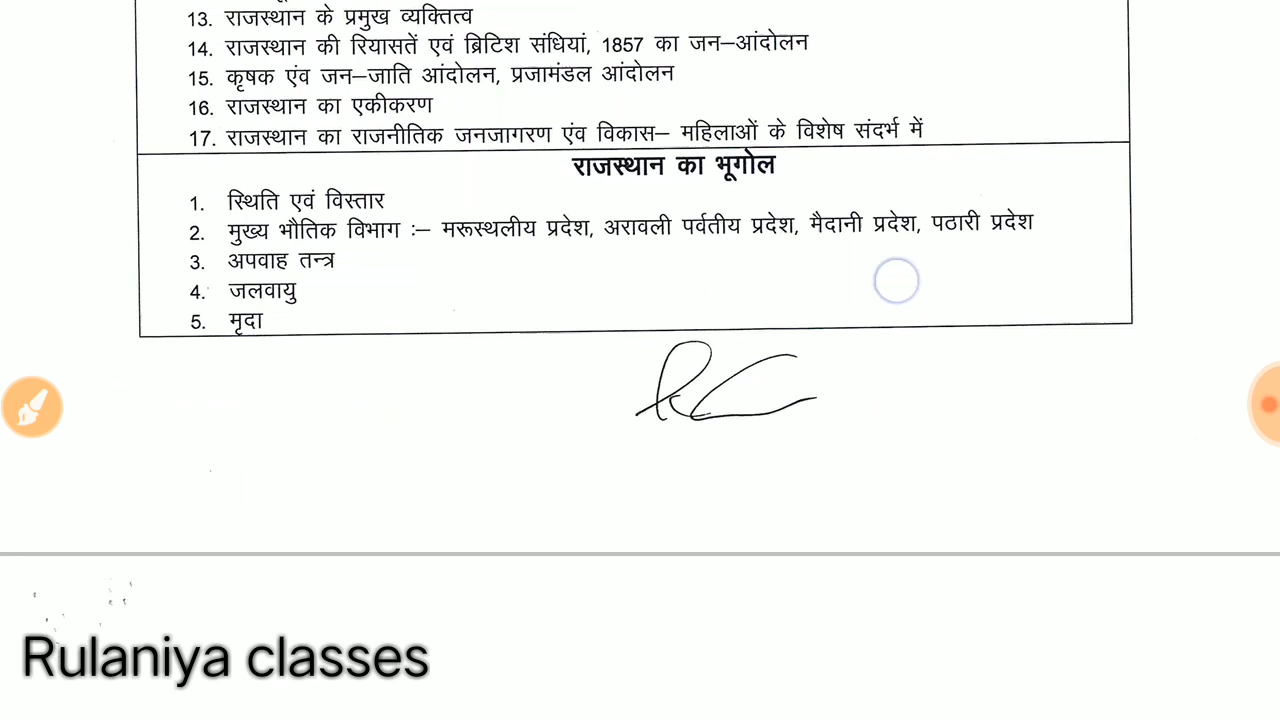 13. राजस्थान के प्रमुख व्यक्तित्व
14. राजस्थान की रियासतें एवं ब्रिटिश संधियां, 1857 का जन–आंदोलन
15. कृषक एंव जन–जाति आंदोलन, प्रजामंडल आंदोलन
16. राजस्थान का एकीकरण
17. राजस्थान का राजनीतिक जनजागरण एंव विकास– महिलाओं के विशेष संदर्भ में
राजस्थान का भूगोल
1. स्थिति एवं विस्तार
2. मुख्य भौतिक विभाग :– मरूस्थलीय प्रदेश, अरावली पर्वतीय प्रदेश, मैदानी प्रदेश, पठारी प्रदेश
3. अपवाह तन्त्र
4. जलवायु
5. मृदा
Rulaniya classes